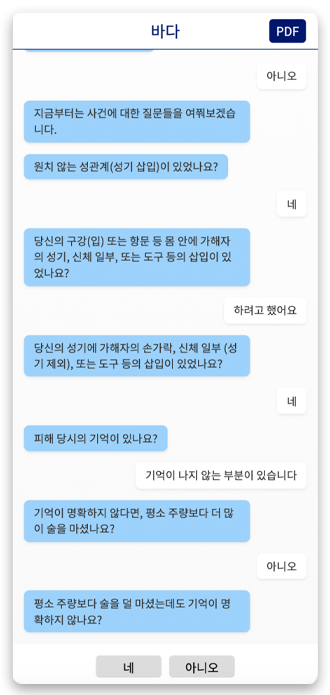 바다
PDF
아니오
지금부터는 사건에 대한 질문들을 여쭤보겠습
니다.
원치 않는 성관계(성기 삽입)이 있었나요?
네
당신의 구강(입) 또는 항문 등 몸 안에 가해자
의 성기, 신체 일부, 또는 도구 등의 삽입이 있
었나요?
하려고 했어요
당신의 성기에 가해자의 손가락, 신체 일부 (성
기 제외), 또는 도구 등의 삽입이 있었나요?
네
피해 당시의 기억이 있나요?
기억이 나지 않는 부분이 있습니다
기억이 명확하지 않다면, 평소 주량보다 더 많
이 술을 마셨나요?
아니오
평소 주량보다 술을 덜 마셨는데도 기억이 명
확하지 않나요?
네
아니오